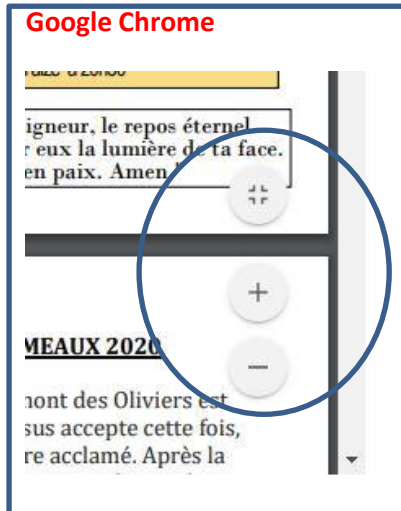 Google Chrome
igneur, le repos éternel
r eux la lumière de ta face.
en paix. Amen
MEAUX 2020
mont des Oliviers est
sus accepte cette fois,
re acclamé. Après la